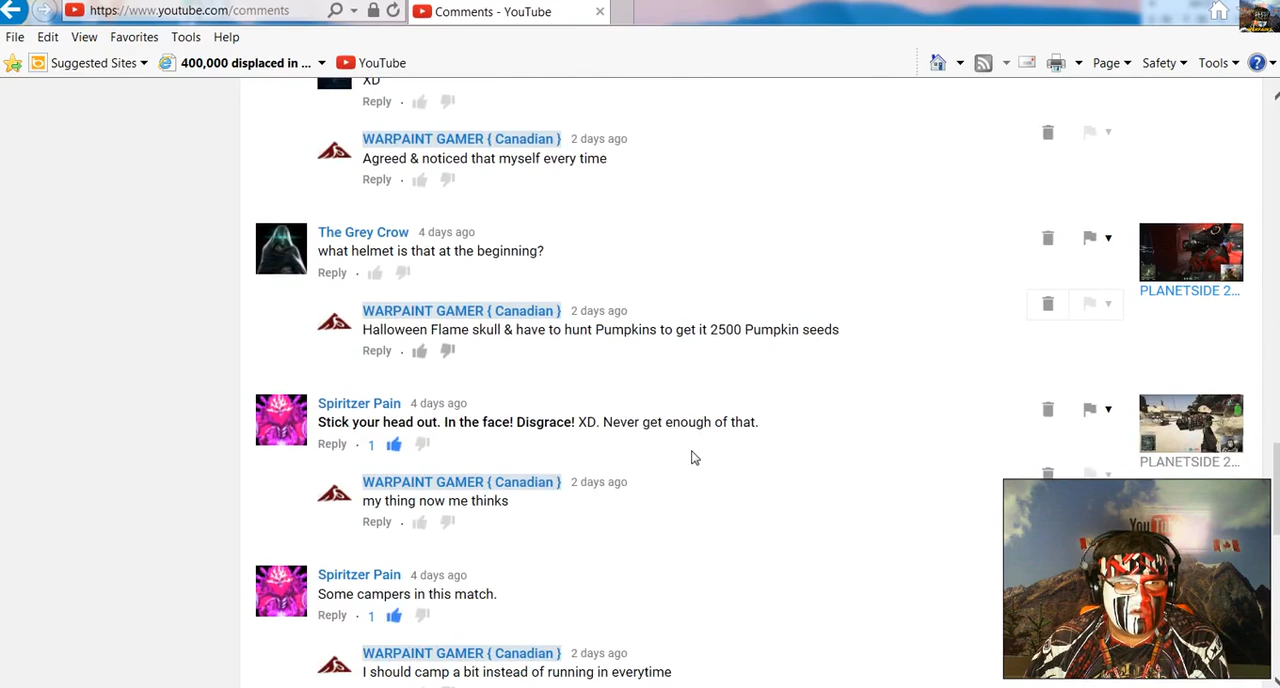 https://www.youtube.com/comments
Comments - YouTube
File Edit View Favorites Tools Help
Suggested Sites
400,000 displaced in ...
YouTube
Page Safety Tools
XD
Reply
WARPAINT GAMER { Canadian } 2 days ago
Agreed & noticed that myself every time
Reply
The Grey Crow 4 days ago
what helmet is that at the beginning?
Reply
PLANETSIDE 2...
WARPAINT GAMER { Canadian } 2 days ago
Halloween Flame skull & have to hunt Pumpkins to get it 2500 Pumpkin seeds
Reply
Spiritzer Pain 4 days ago
Stick your head out. In the face! Disgrace! XD. Never get enough of that.
Reply 1
PLANETSIDE 2...
WARPAINT GAMER { Canadian } 2 days ago
my thing now me thinks
Reply
Spiritzer Pain 4 days ago
Some campers in this match.
Reply 1
WARPAINT GAMER { Canadian } 2 days ago
I should camp a bit instead of running in everytime